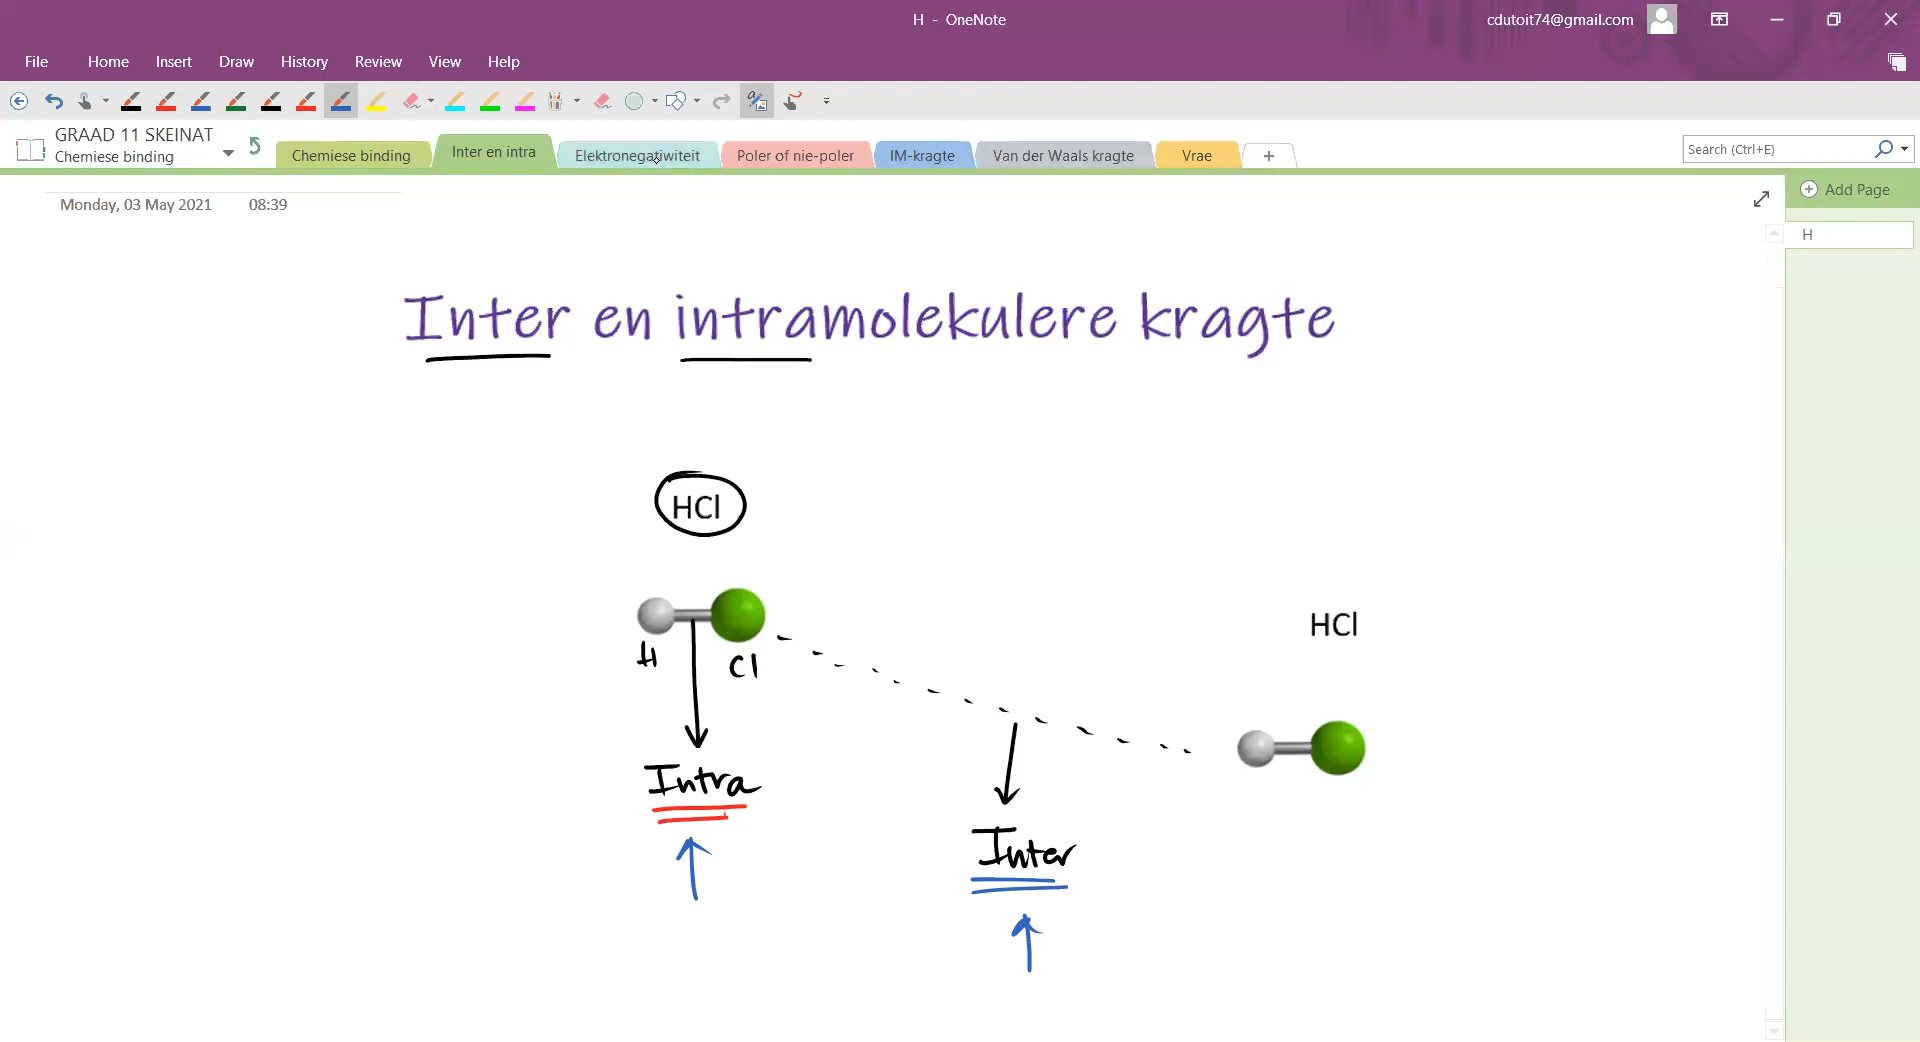 H - OneNote
cdutoit74@gmail.com
File Home Insert Draw History Review View Help
GRAAD 11 SKEINAT
Chemiese binding
Chemiese binding Inter en intra Elektronegatiwiteit Poler of nie-poler IM-kragte Van der Waals kragte Vrae
Search (Ctrl+E)
Monday, 03 May 2021 08:39
Add Page
H
Inter en intramolekulere kragte
HCl
HCl
H Cl
Intra
Inter